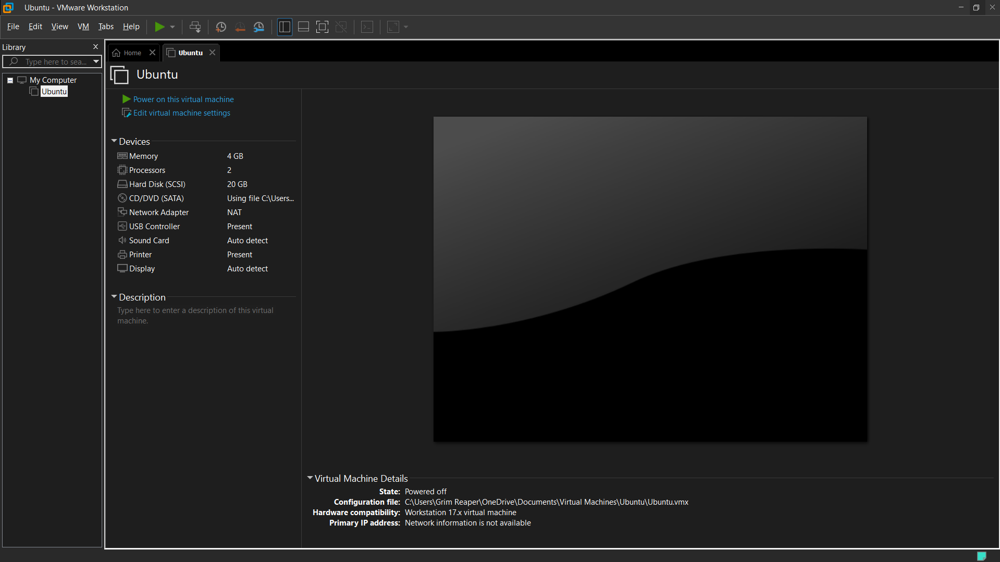 Ubuntu - VMware Workstation
File Edit View VM Tabs Help
Library
Type here to sea...
My Computer
Ubuntu
Home
Ubuntu
Ubuntu
Power on this virtual machine
Edit virtual machine settings
Devices
Memory 4 GB
Processors 2
Hard Disk (SCSI) 20 GB
CD/DVD (SATA) Using file C:\Users...
Network Adapter NAT
USB Controller Present
Sound Card Auto detect
Printer Present
Display Auto detect
Description
Type here to enter a description of this virtual
machine.
Virtual Machine Details
State: Powered off
Configuration file: C:\Users\Grim Reaper\OneDrive\Documents\Virtual Machines\Ubuntu\Ubuntu.vmx
Hardware compatibility: Workstation 17.x virtual machine
Primary IP address: Network information is not available